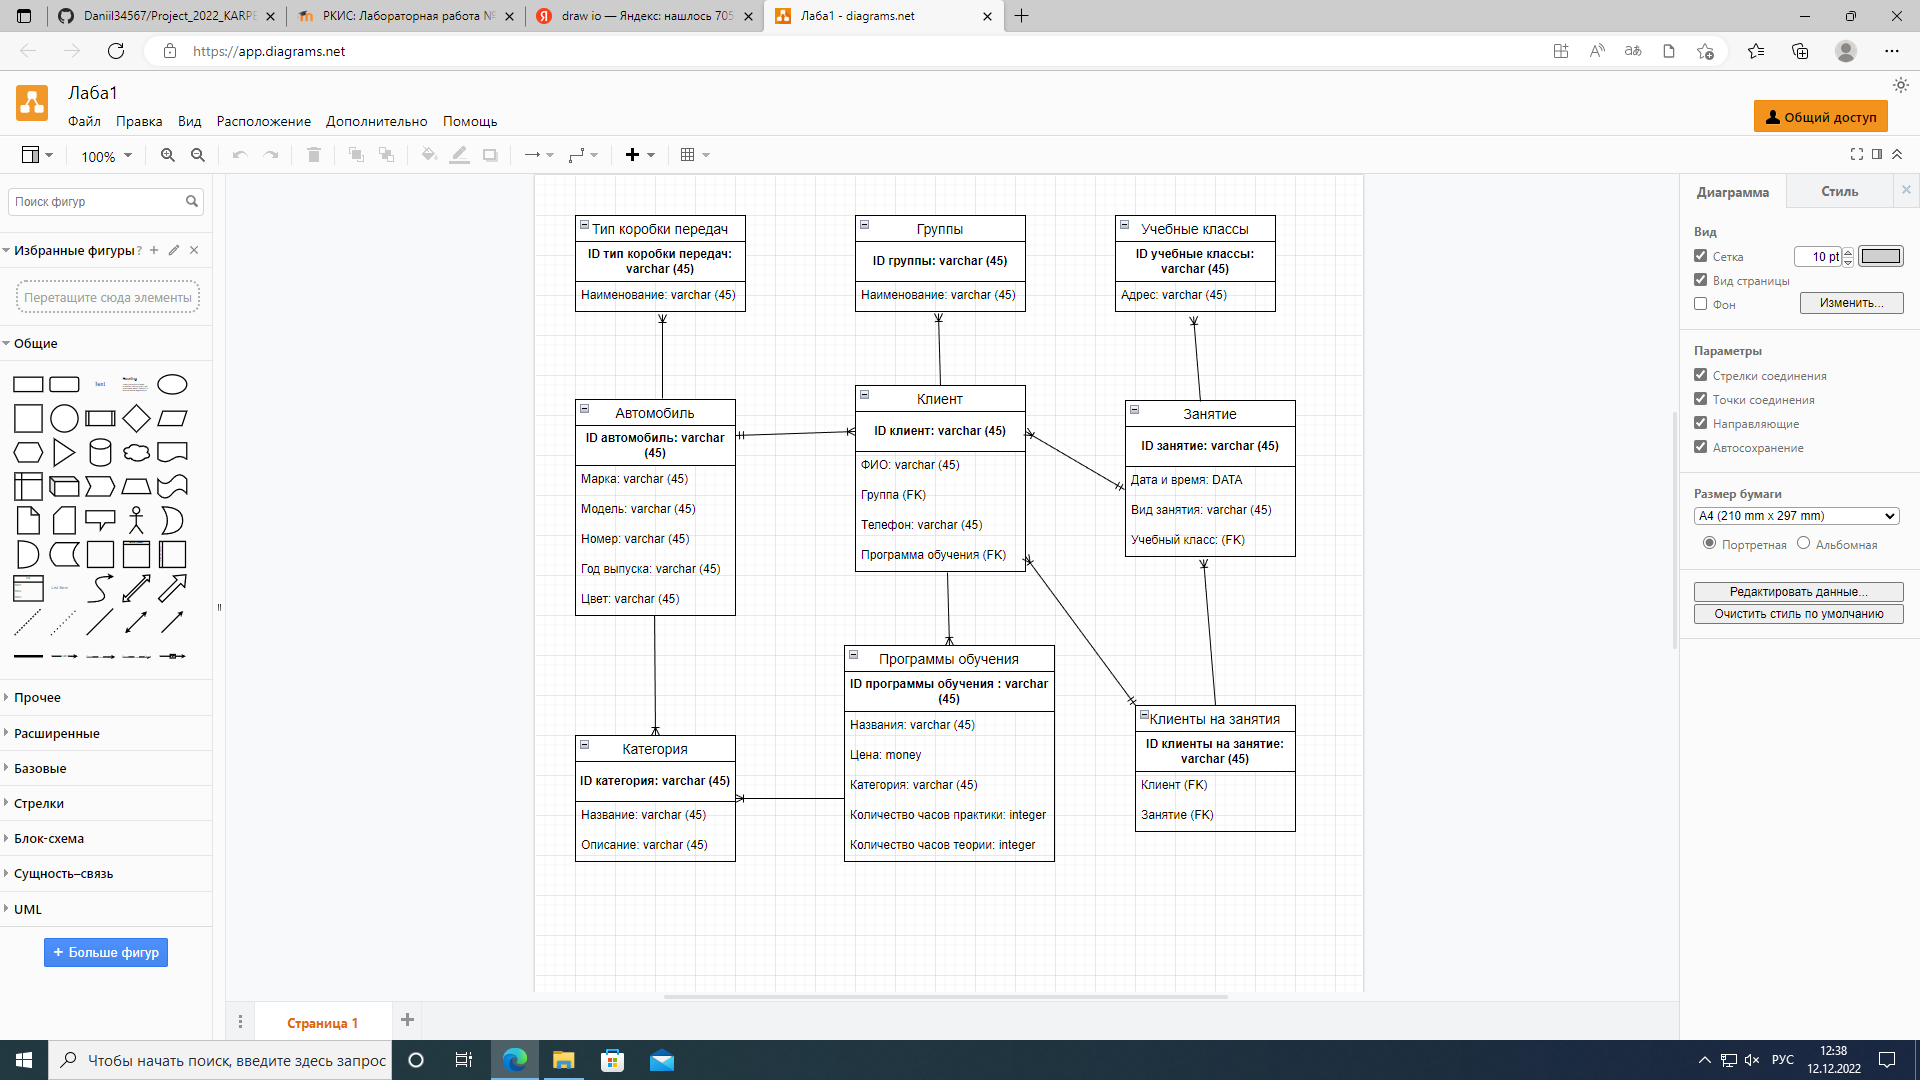 Daniil34567/Project_2022_KARPE
РКИС: Лабораторная работа №
draw io — Яндекс: нашлось 705
Лаба1 - diagrams.net
https://app.diagrams.net
Лаба1
Файл Правка Вид Расположение Дополнительно Помощь
Общий доступ
100%
Поиск фигур
Избранные фигуры ?
Перетащите сюда элементы
Общие
Text
Heading
Прочее
Расширенные
Базовые
Стрелки
Блок-схема
Сущность–связь
UML
+ Больше фигур
Тип коробки передач
ID тип коробки передач:
varchar (45)
Наименование: varchar (45)
Группы
ID группы: varchar (45)
Наименование: varchar (45)
Учебные классы
ID учебные классы:
varchar (45)
Адрес: varchar (45)
Автомобиль
ID автомобиль: varchar
(45)
Марка: varchar (45)
Модель: varchar (45)
Номер: varchar (45)
Год выпуска: varchar (45)
Цвет: varchar (45)
Клиент
ID клиент: varchar (45)
ФИО: varchar (45)
Группа (FK)
Телефон: varchar (45)
Программа обучения (FK)
Занятие
ID занятие: varchar (45)
Дата и время: DATA
Вид занятия: varchar (45)
Учебный класс: (FK)
Категория
ID категория: varchar (45)
Название: varchar (45)
Описание: varchar (45)
Программы обучения
ID программы обучения : varchar
(45)
Названия: varchar (45)
Цена: money
Категория: varchar (45)
Количество часов практики: integer
Количество часов теории: integer
Клиенты на занятия
ID клиенты на занятие:
varchar (45)
Клиент (FK)
Занятие (FK)
Диаграмма
Стиль
Вид
Сетка
10 pt
Вид страницы
Фон
Изменить...
Параметры
Стрелки соединения
Точки соединения
Направляющие
Автосохранение
Размер бумаги
A4 (210 mm x 297 mm)
Портретная
Альбомная
Редактировать данные...
Очистить стиль по умолчанию
Страница 1
Чтобы начать поиск, введите здесь запрос
РУС
12:38
12.12.2022